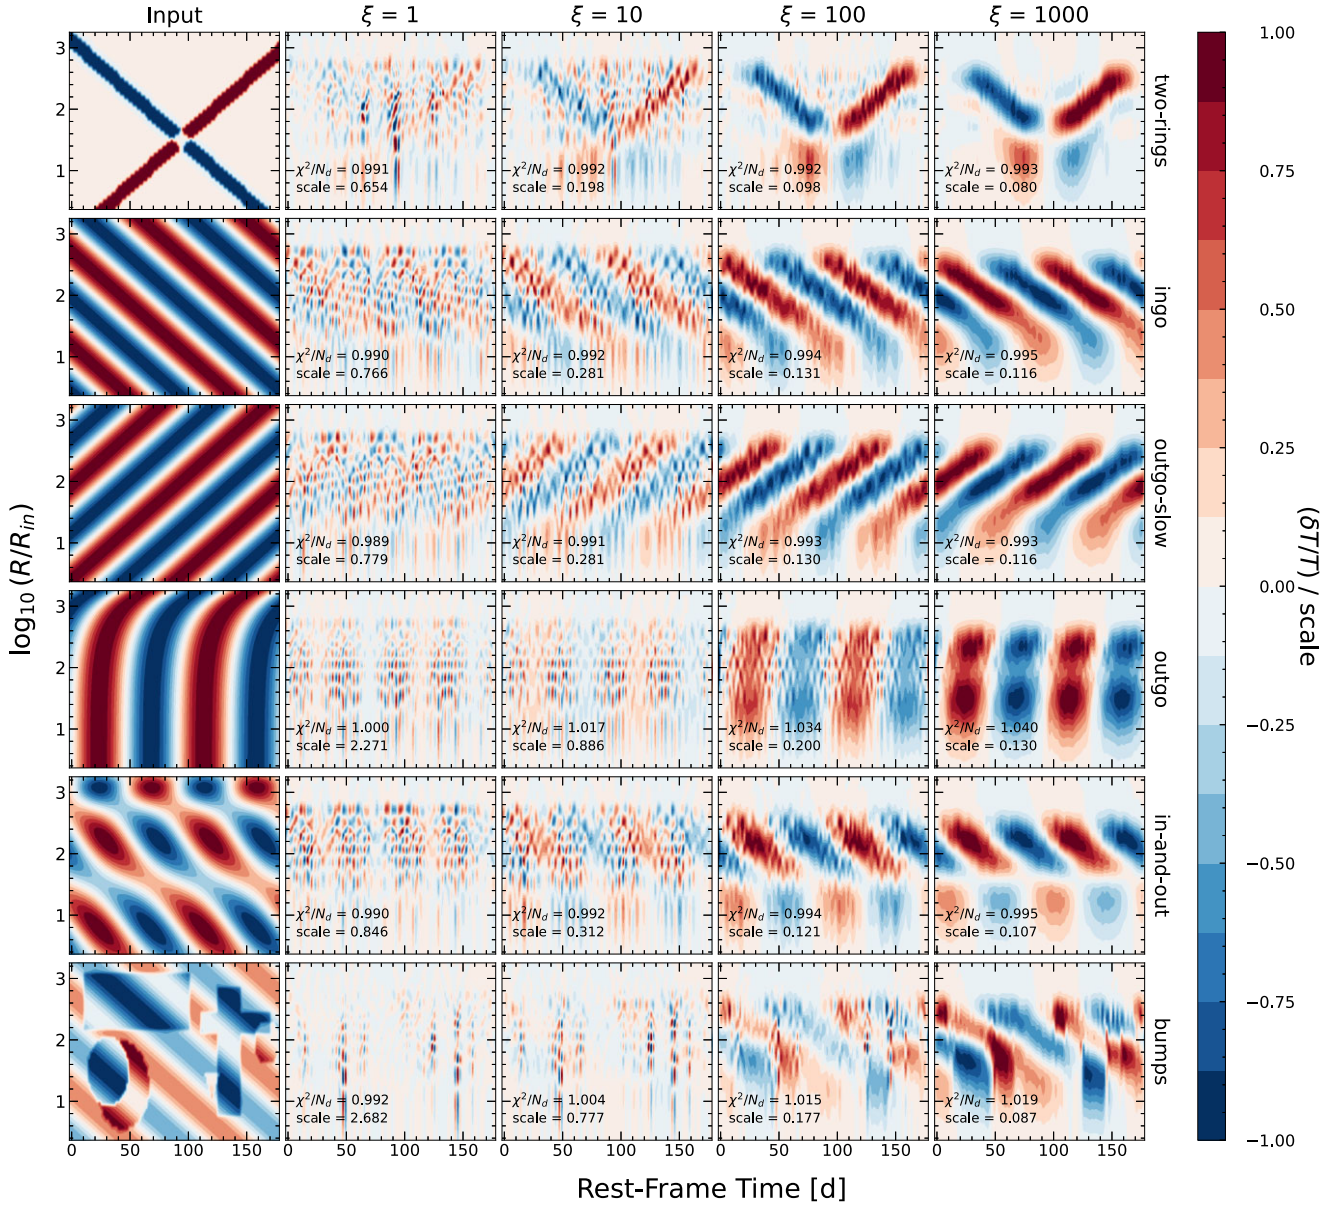 Input
ξ = 1
ξ = 10
ξ = 100
ξ = 1000
3
2
1
χ²/N_d = 0.991
scale = 0.654
χ²/N_d = 0.992
scale = 0.198
χ²/N_d = 0.992
scale = 0.098
χ²/N_d = 0.993
scale = 0.080
two-rings
3
2
1
χ²/N_d = 0.990
scale = 0.766
χ²/N_d = 0.992
scale = 0.281
χ²/N_d = 0.994
scale = 0.131
χ²/N_d = 0.995
scale = 0.116
ingo
3
2
1
χ²/N_d = 0.989
scale = 0.779
χ²/N_d = 0.991
scale = 0.281
χ²/N_d = 0.993
scale = 0.130
χ²/N_d = 0.993
scale = 0.116
outgo-slow
3
2
1
χ²/N_d = 1.000
scale = 2.271
χ²/N_d = 1.017
scale = 0.886
χ²/N_d = 1.034
scale = 0.200
χ²/N_d = 1.040
scale = 0.130
outgo
3
2
1
χ²/N_d = 0.990
scale = 0.846
χ²/N_d = 0.992
scale = 0.312
χ²/N_d = 0.994
scale = 0.121
χ²/N_d = 0.995
scale = 0.107
in-and-out
3
2
1
χ²/N_d = 0.992
scale = 2.682
χ²/N_d = 1.004
scale = 0.777
χ²/N_d = 1.015
scale = 0.177
χ²/N_d = 1.019
scale = 0.087
bumps
0 50 100 150
0 50 100 150
0 50 100 150
0 50 100 150
0 50 100 150
Rest-Frame Time [d]
log₁₀ (R/R_in)
1.00
0.75
0.50
0.25
0.00
−0.25
−0.50
−0.75
−1.00
(δT/T) / scale